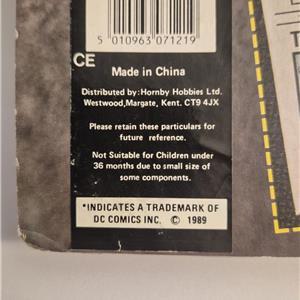 5 010963 071219
CE
Made in China
Distributed by: Hornby Hobbies Ltd.
Westwood, Margate, Kent. CT9 4JX
Please retain these particulars for
future reference.
Not Suitable for Children under
36 months due to small size of
some components.
*INDICATES A TRADEMARK OF
DC COMICS INC. © 1989